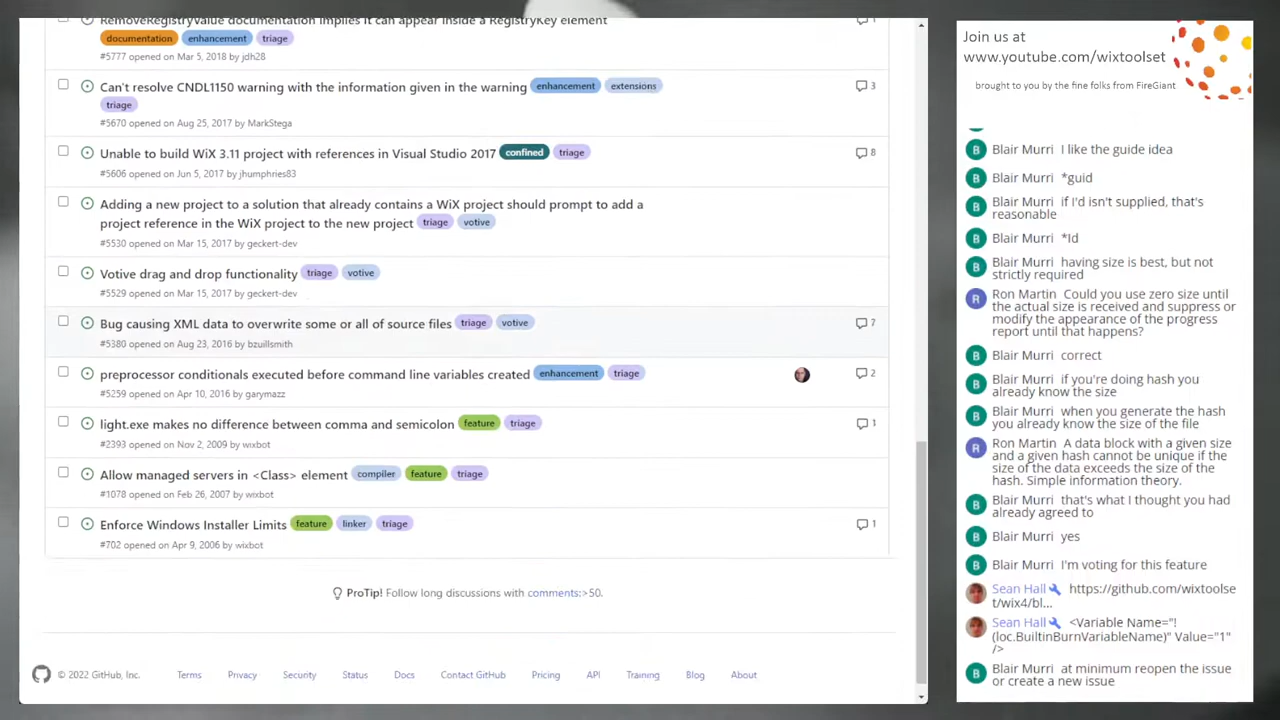 RemoveRegistryValue documentation implies it can appear inside a RegistryKey element
1
documentation enhancement triage
#5777 opened on Mar 5, 2018 by jdh28
Can't resolve CNDL1150 warning with the information given in the warning enhancement extensions
3
triage
#5670 opened on Aug 25, 2017 by MarkStega
Unable to build WiX 3.11 project with references in Visual Studio 2017 confined triage
8
#5606 opened on Jun 5, 2017 by jhumphries83
Adding a new project to a solution that already contains a WiX project should prompt to add a
project reference in the WiX project to the new project triage votive
#5530 opened on Mar 15, 2017 by geckert-dev
Votive drag and drop functionality triage votive
#5529 opened on Mar 15, 2017 by geckert-dev
Bug causing XML data to overwrite some or all of source files triage votive
7
#5380 opened on Aug 23, 2016 by bzuillsmith
preprocessor conditionals executed before command line variables created enhancement triage
2
#5259 opened on Apr 10, 2016 by garymazz
light.exe makes no difference between comma and semicolon feature triage
1
#2393 opened on Nov 2, 2009 by wixbot
Allow managed servers in <Class> element compiler feature triage
#1078 opened on Feb 26, 2007 by wixbot
Enforce Windows Installer Limits feature linker triage
1
#702 opened on Apr 9, 2006 by wixbot
ProTip! Follow long discussions with comments:>50.
© 2022 GitHub, Inc. Terms Privacy Security Status Docs Contact GitHub Pricing API Training Blog About
Join us at
www.youtube.com/wixtoolset
brought to you by the fine folks from FireGiant
B Blair Murri I like the guide idea
B Blair Murri *guid
B Blair Murri if I'd isn't supplied, that's
reasonable
B Blair Murri *Id
B Blair Murri having size is best, but not
strictly required
R Ron Martin Could you use zero size until
the actual size is received and suppress or
modify the appearance of the progress
report until that happens?
B Blair Murri correct
B Blair Murri if you're doing hash you
already know the size
B Blair Murri when you generate the hash
you already know the size of the file
R Ron Martin A data block with a given size
and a given hash cannot be unique if the
size of the data exceeds the size of the
hash. Simple information theory.
B Blair Murri that's what I thought you had
already agreed to
B Blair Murri yes
B Blair Murri I'm voting for this feature
Sean Hall https://github.com/wixtoolse
t/wix4/bl...
Sean Hall <Variable Name="!
(loc.BuiltinBurnVariableName)" Value="1"
/>
B Blair Murri at minimum reopen the issue
or create a new issue